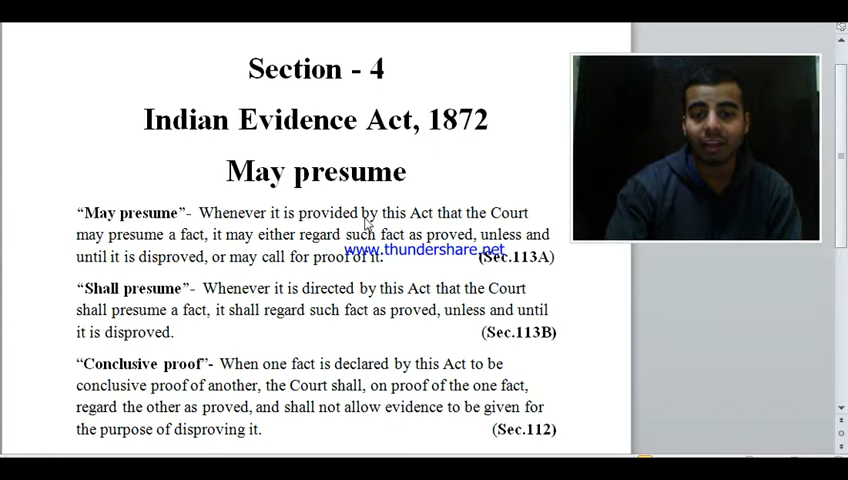 Section - 4
Indian Evidence Act, 1872
May presume
“May presume”- Whenever it is provided by this Act that the Court
may presume a fact, it may either regard such fact as proved, unless and
until it is disproved, or may call for proof of it. (Sec.113A)
www.thundershare.net
“Shall presume”- Whenever it is directed by this Act that the Court
shall presume a fact, it shall regard such fact as proved, unless and until
it is disproved. (Sec.113B)
“Conclusive proof”- When one fact is declared by this Act to be
conclusive proof of another, the Court shall, on proof of the one fact,
regard the other as proved, and shall not allow evidence to be given for
the purpose of disproving it. (Sec.112)